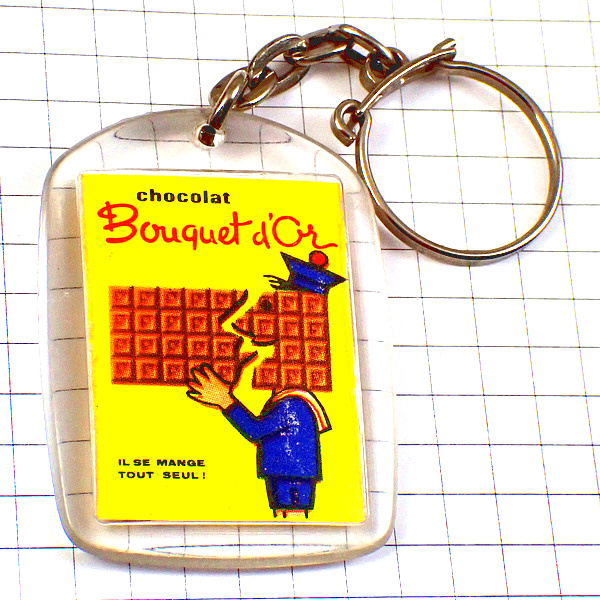 chocolat
Bouquet d'Or
IL SE MANGE
TOUT SEUL !